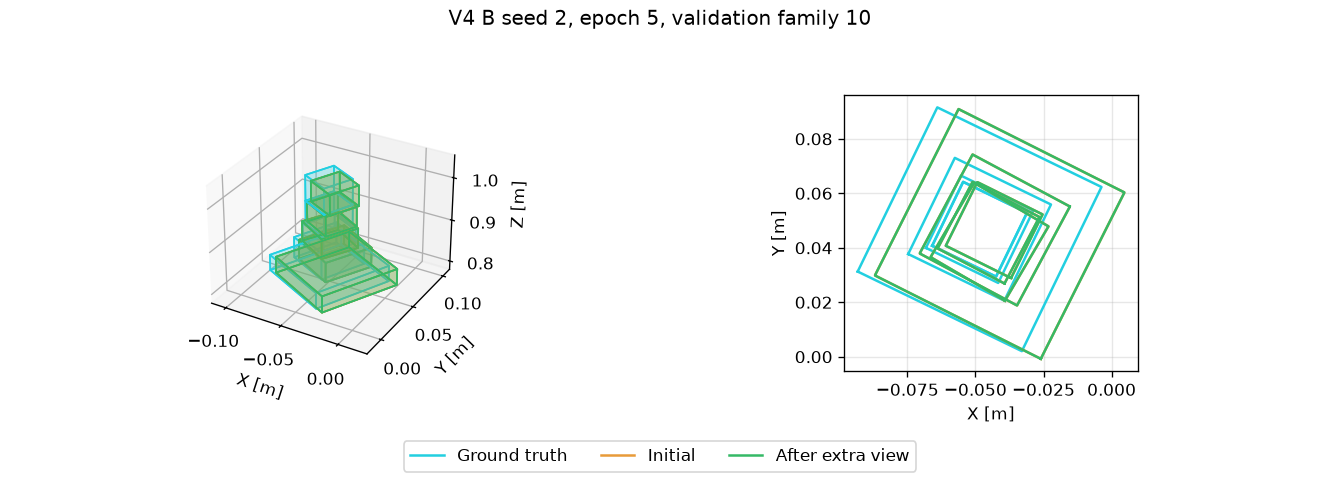 V4 B seed 2, epoch 5, validation family 10
1.0
0.9
0.8
Z [m]
0.10
0.05
0.00
Y [m]
−0.10
−0.05
0.00
X [m]
0.08
0.06
0.04
0.02
0.00
Y [m]
−0.075 −0.050 −0.025 0.000
X [m]
Ground truth Initial After extra view